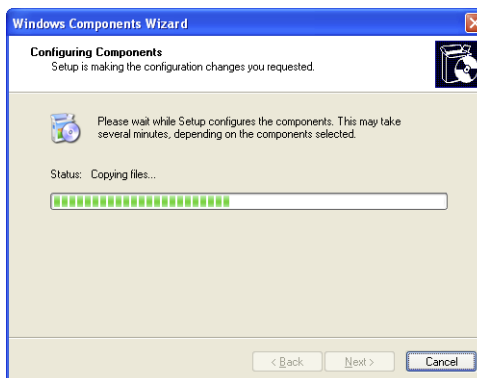 Windows Components Wizard
Configuring Components
Setup is making the configuration changes you requested.
Please wait while Setup configures the components. This may take
several minutes, depending on the components selected.
Status: Copying files...
< Back Next > Cancel